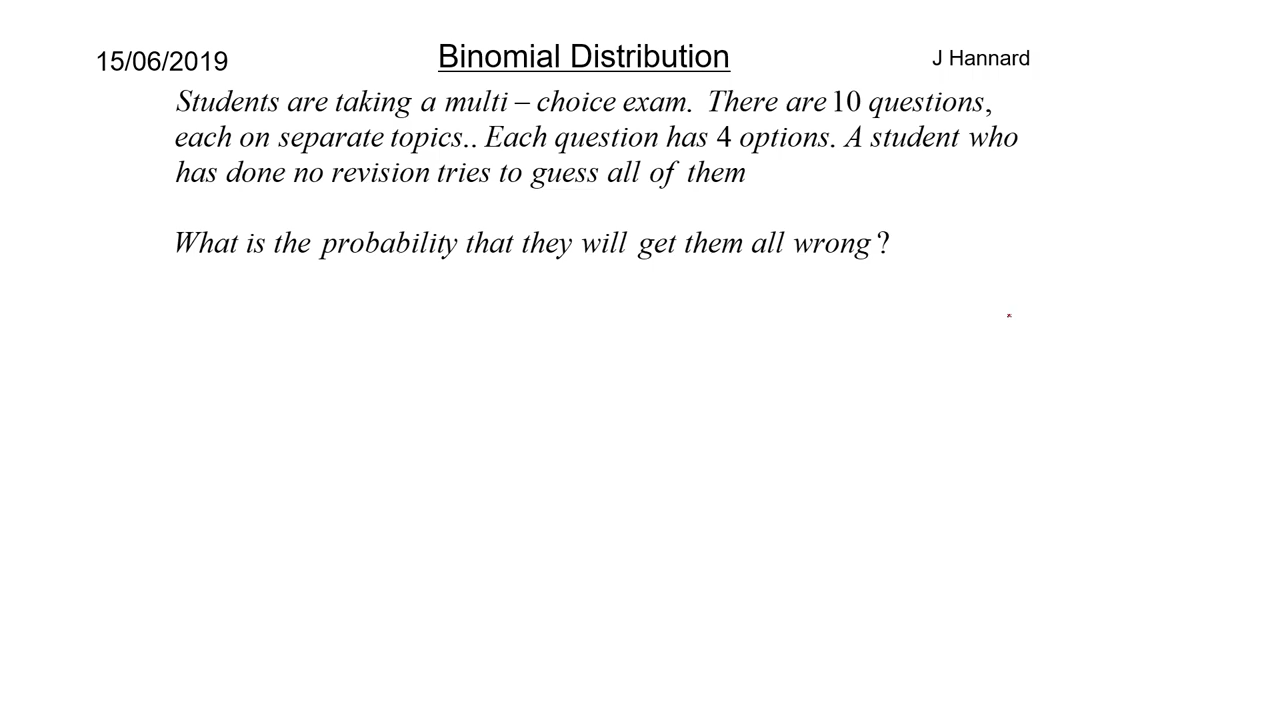 15/06/2019 Binomial Distribution J Hannard
Students are taking a multi – choice exam. There are 10 questions,
each on separate topics.. Each question has 4 options. A student who
has done no revision tries to guess all of them
What is the probability that they will get them all wrong?